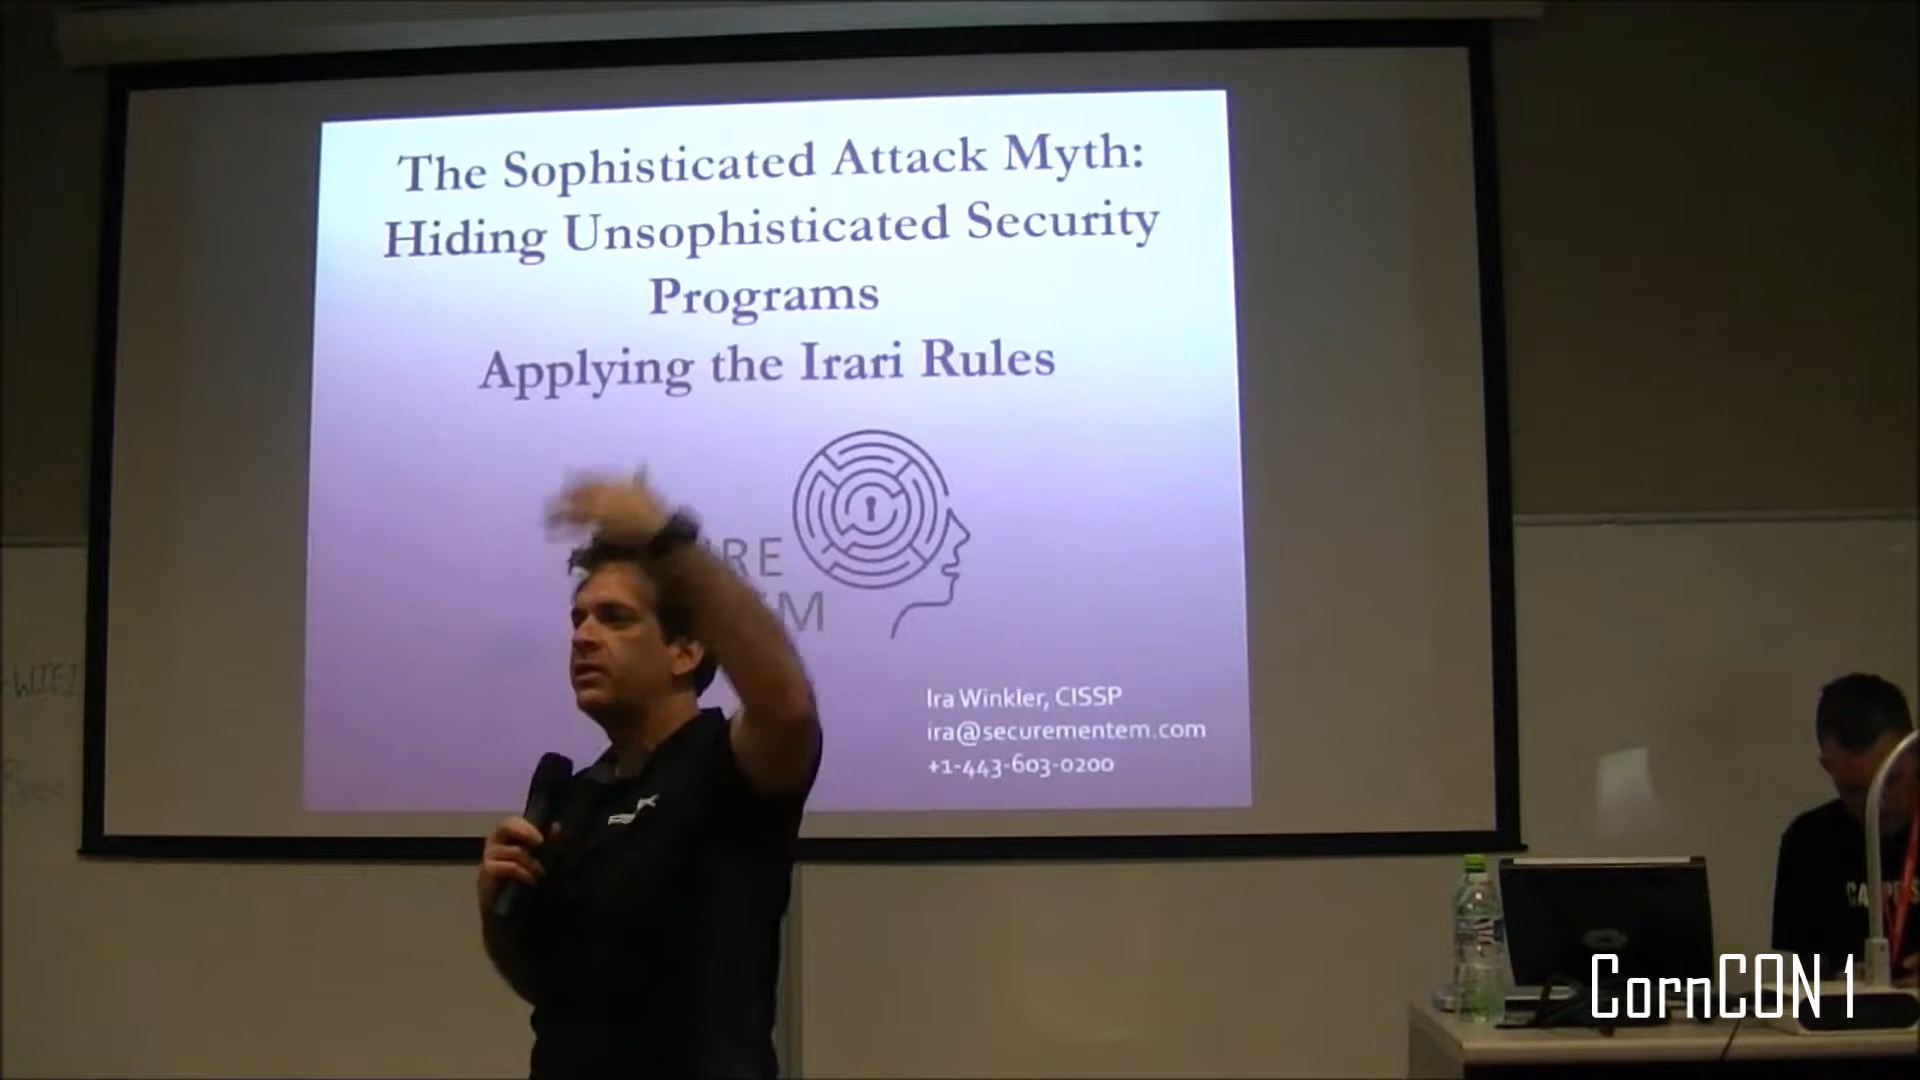 The Sophisticated Attack Myth:
Hiding Unsophisticated Security
Programs
Applying the Irari Rules
Ira Winkler, CISSP
ira@securementem.com
+1-443-603-0200
WIFI
CornCON 1